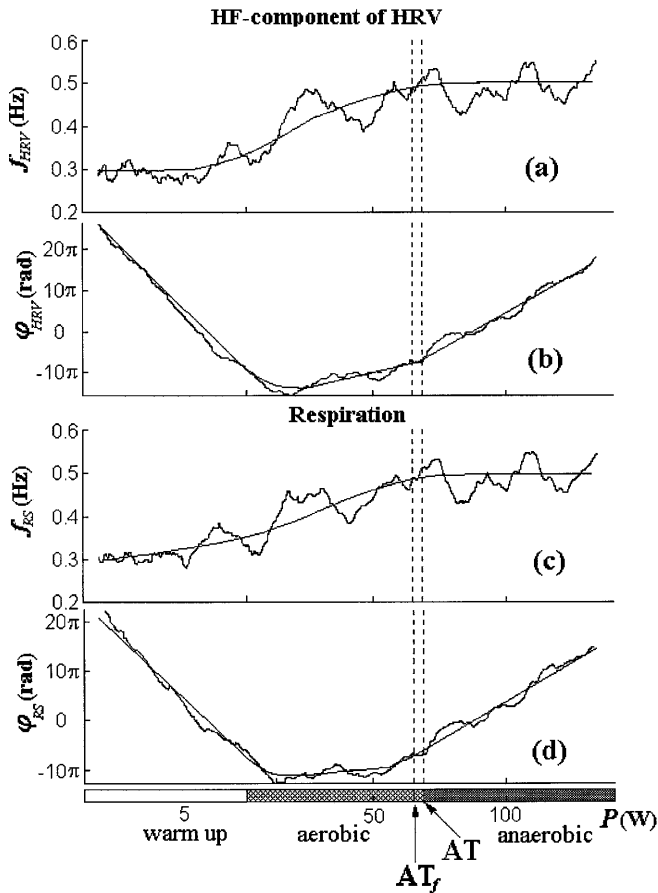 HF-component of HRV
0.6
0.5
0.4
0.3
0.2
f_HRV (Hz)
(a)
20π
10π
0
-10π
φ_HRV (rad)
(b)
Respiration
0.6
0.5
0.4
0.3
0.2
f_RS (Hz)
(c)
20π
10π
0
-10π
φ_RS (rad)
(d)
5 50 100 P (W)
warm up aerobic anaerobic
AT
AT_f